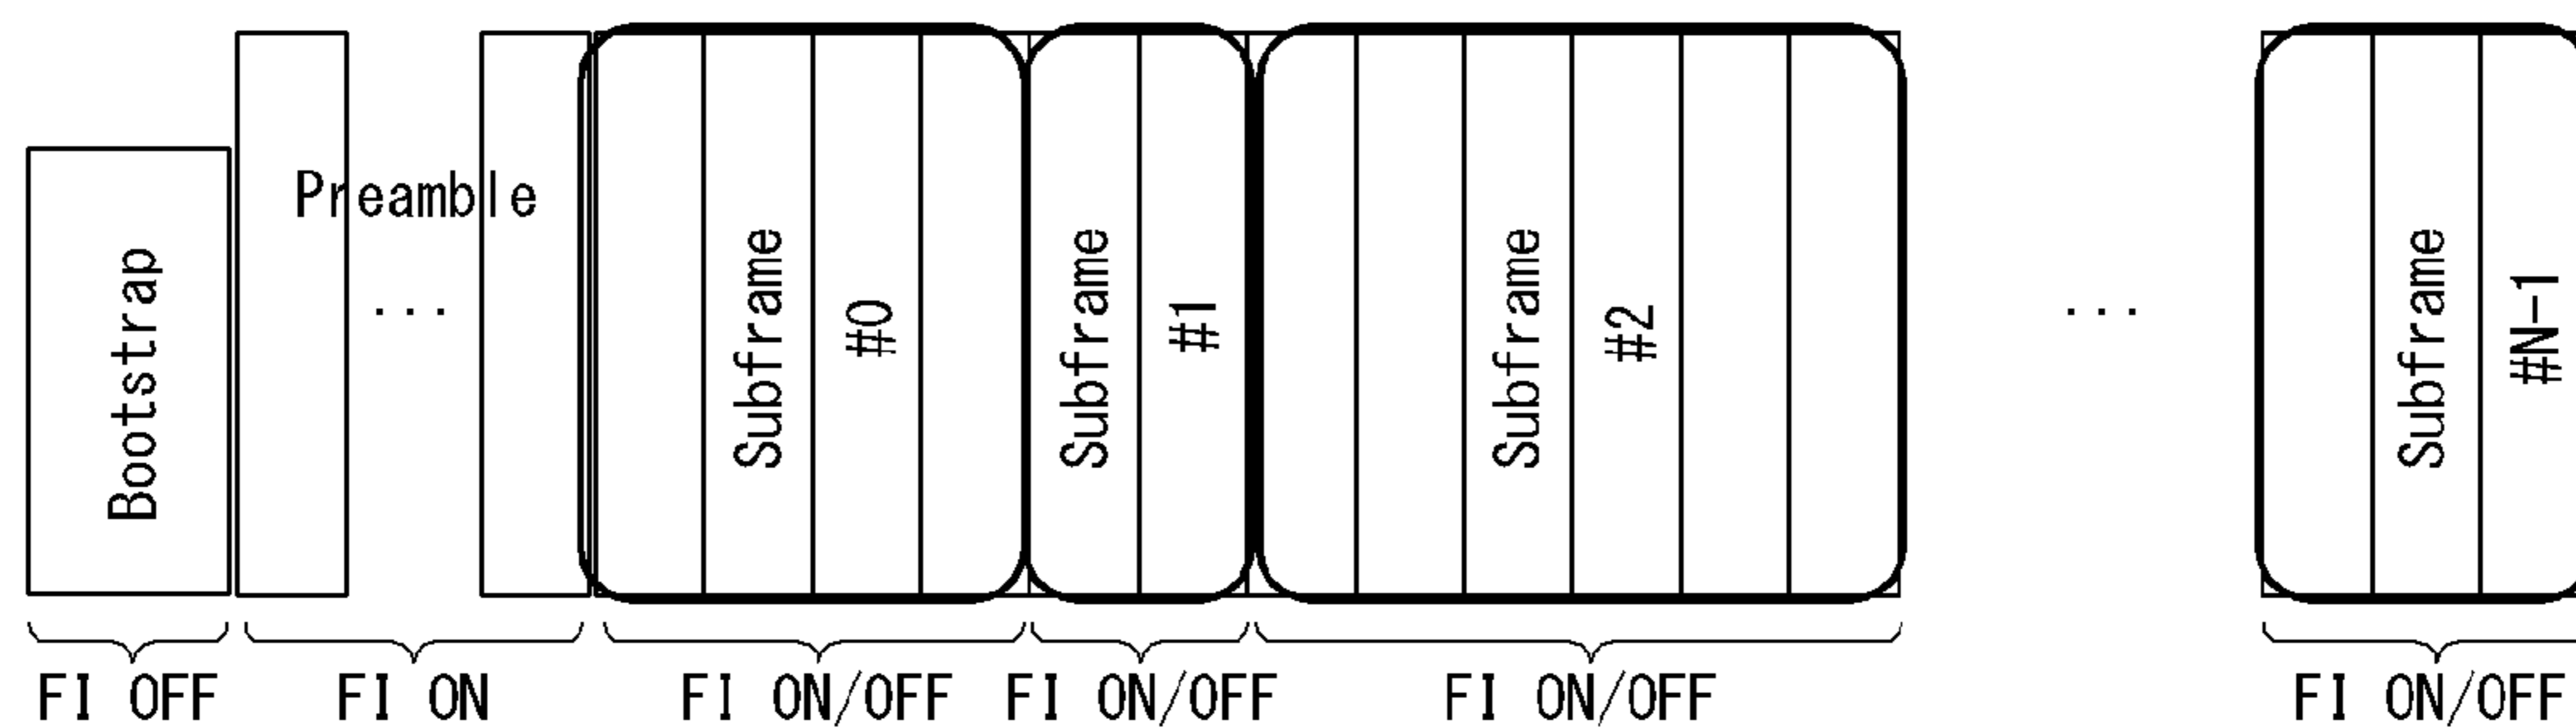 Bootstrap
Preamble
...
Subframe
#0
Subframe
#1
Subframe
#2
...
Subframe
#N-1
FI OFF
FI ON
FI ON/OFF
FI ON/OFF
FI ON/OFF
FI ON/OFF